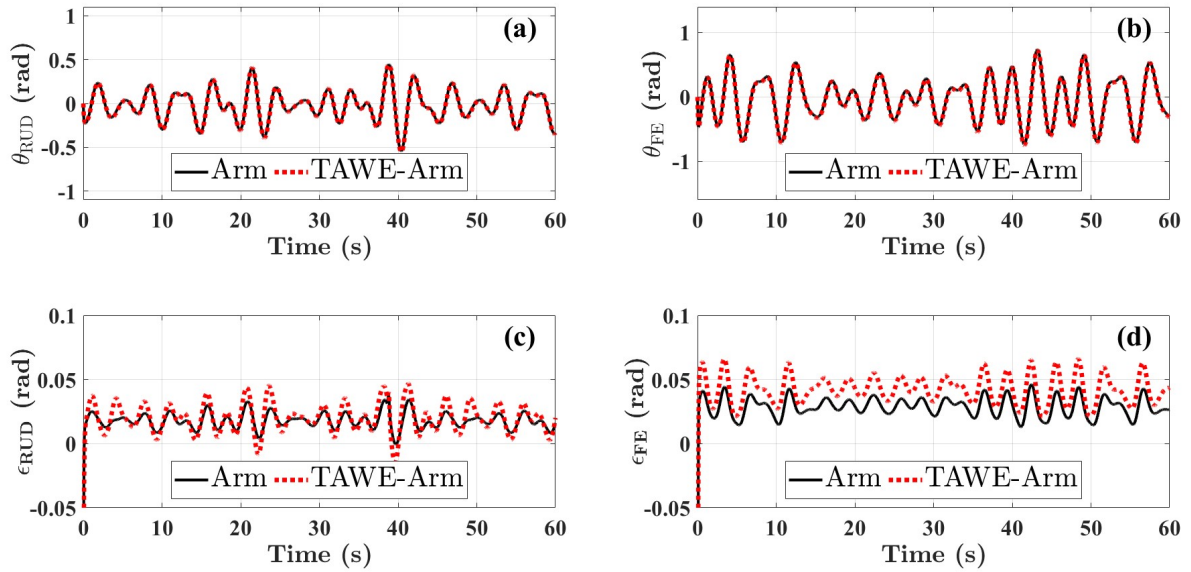 (a)
1
0.5
0
-0.5
-1
θRUD (rad)
Arm TAWE-Arm
0 10 20 30 40 50 60
Time (s)
(b)
1
0
-1
θFE (rad)
Arm TAWE-Arm
0 10 20 30 40 50 60
Time (s)
(c)
0.1
0.05
0
-0.05
ϵRUD (rad)
Arm TAWE-Arm
0 10 20 30 40 50 60
Time (s)
(d)
0.1
0.05
0
-0.05
ϵFE (rad)
Arm TAWE-Arm
0 10 20 30 40 50 60
Time (s)